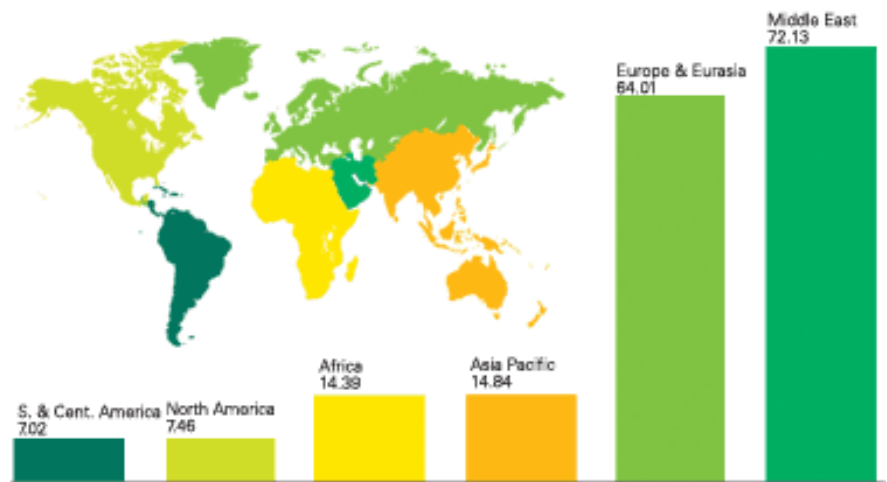 Middle East
72.13
Europe & Eurasia
64.01
Africa
14.39
Asia Pacific
14.84
S. & Cent. America
7.02
North America
7.46